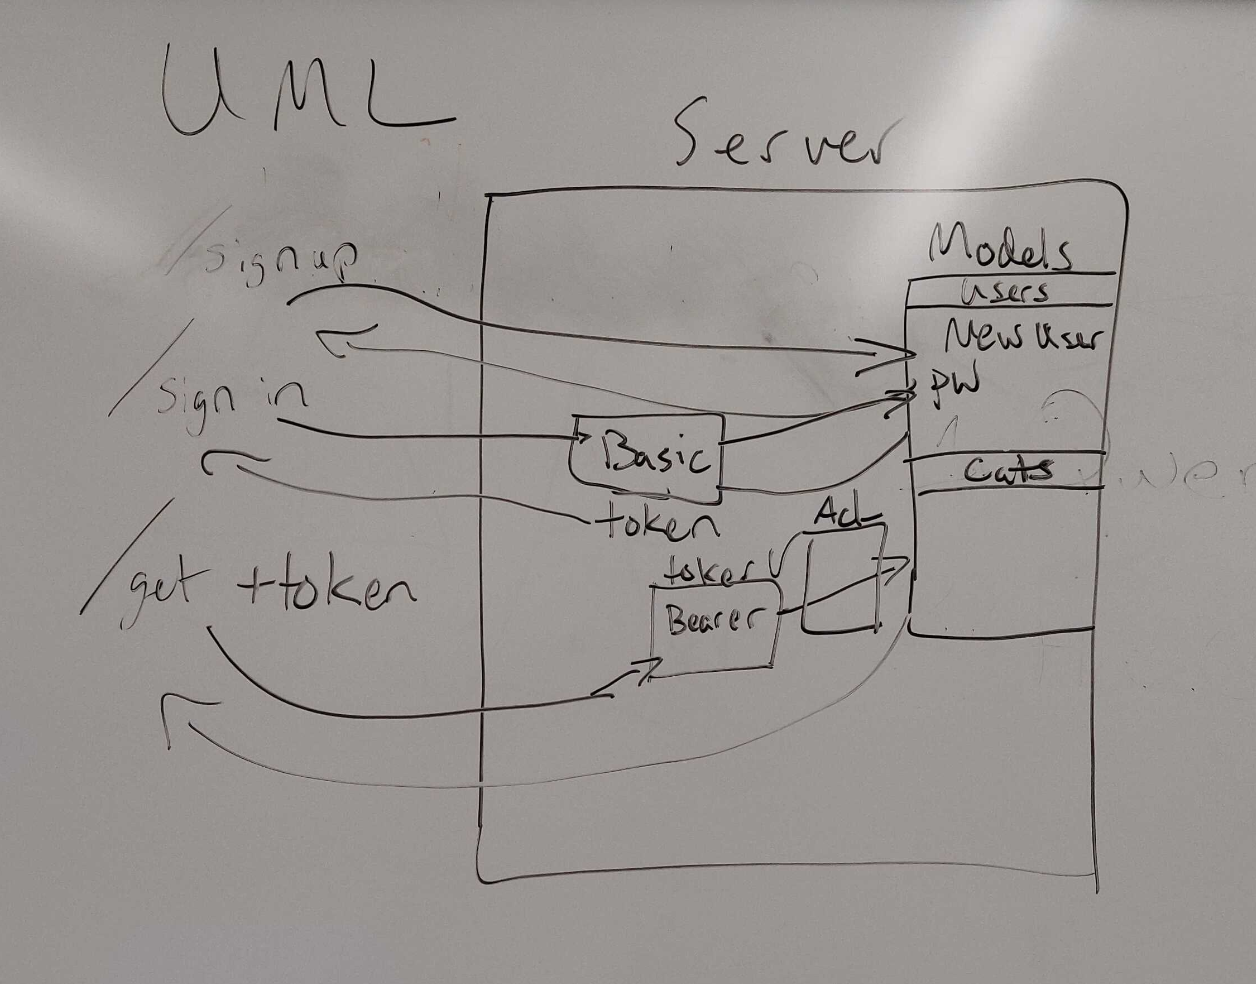 UML
Server
/signup
Models
Users
New User
PW
/sign in
Basic
Cats
token
Acl
/get +token
token
Bearer